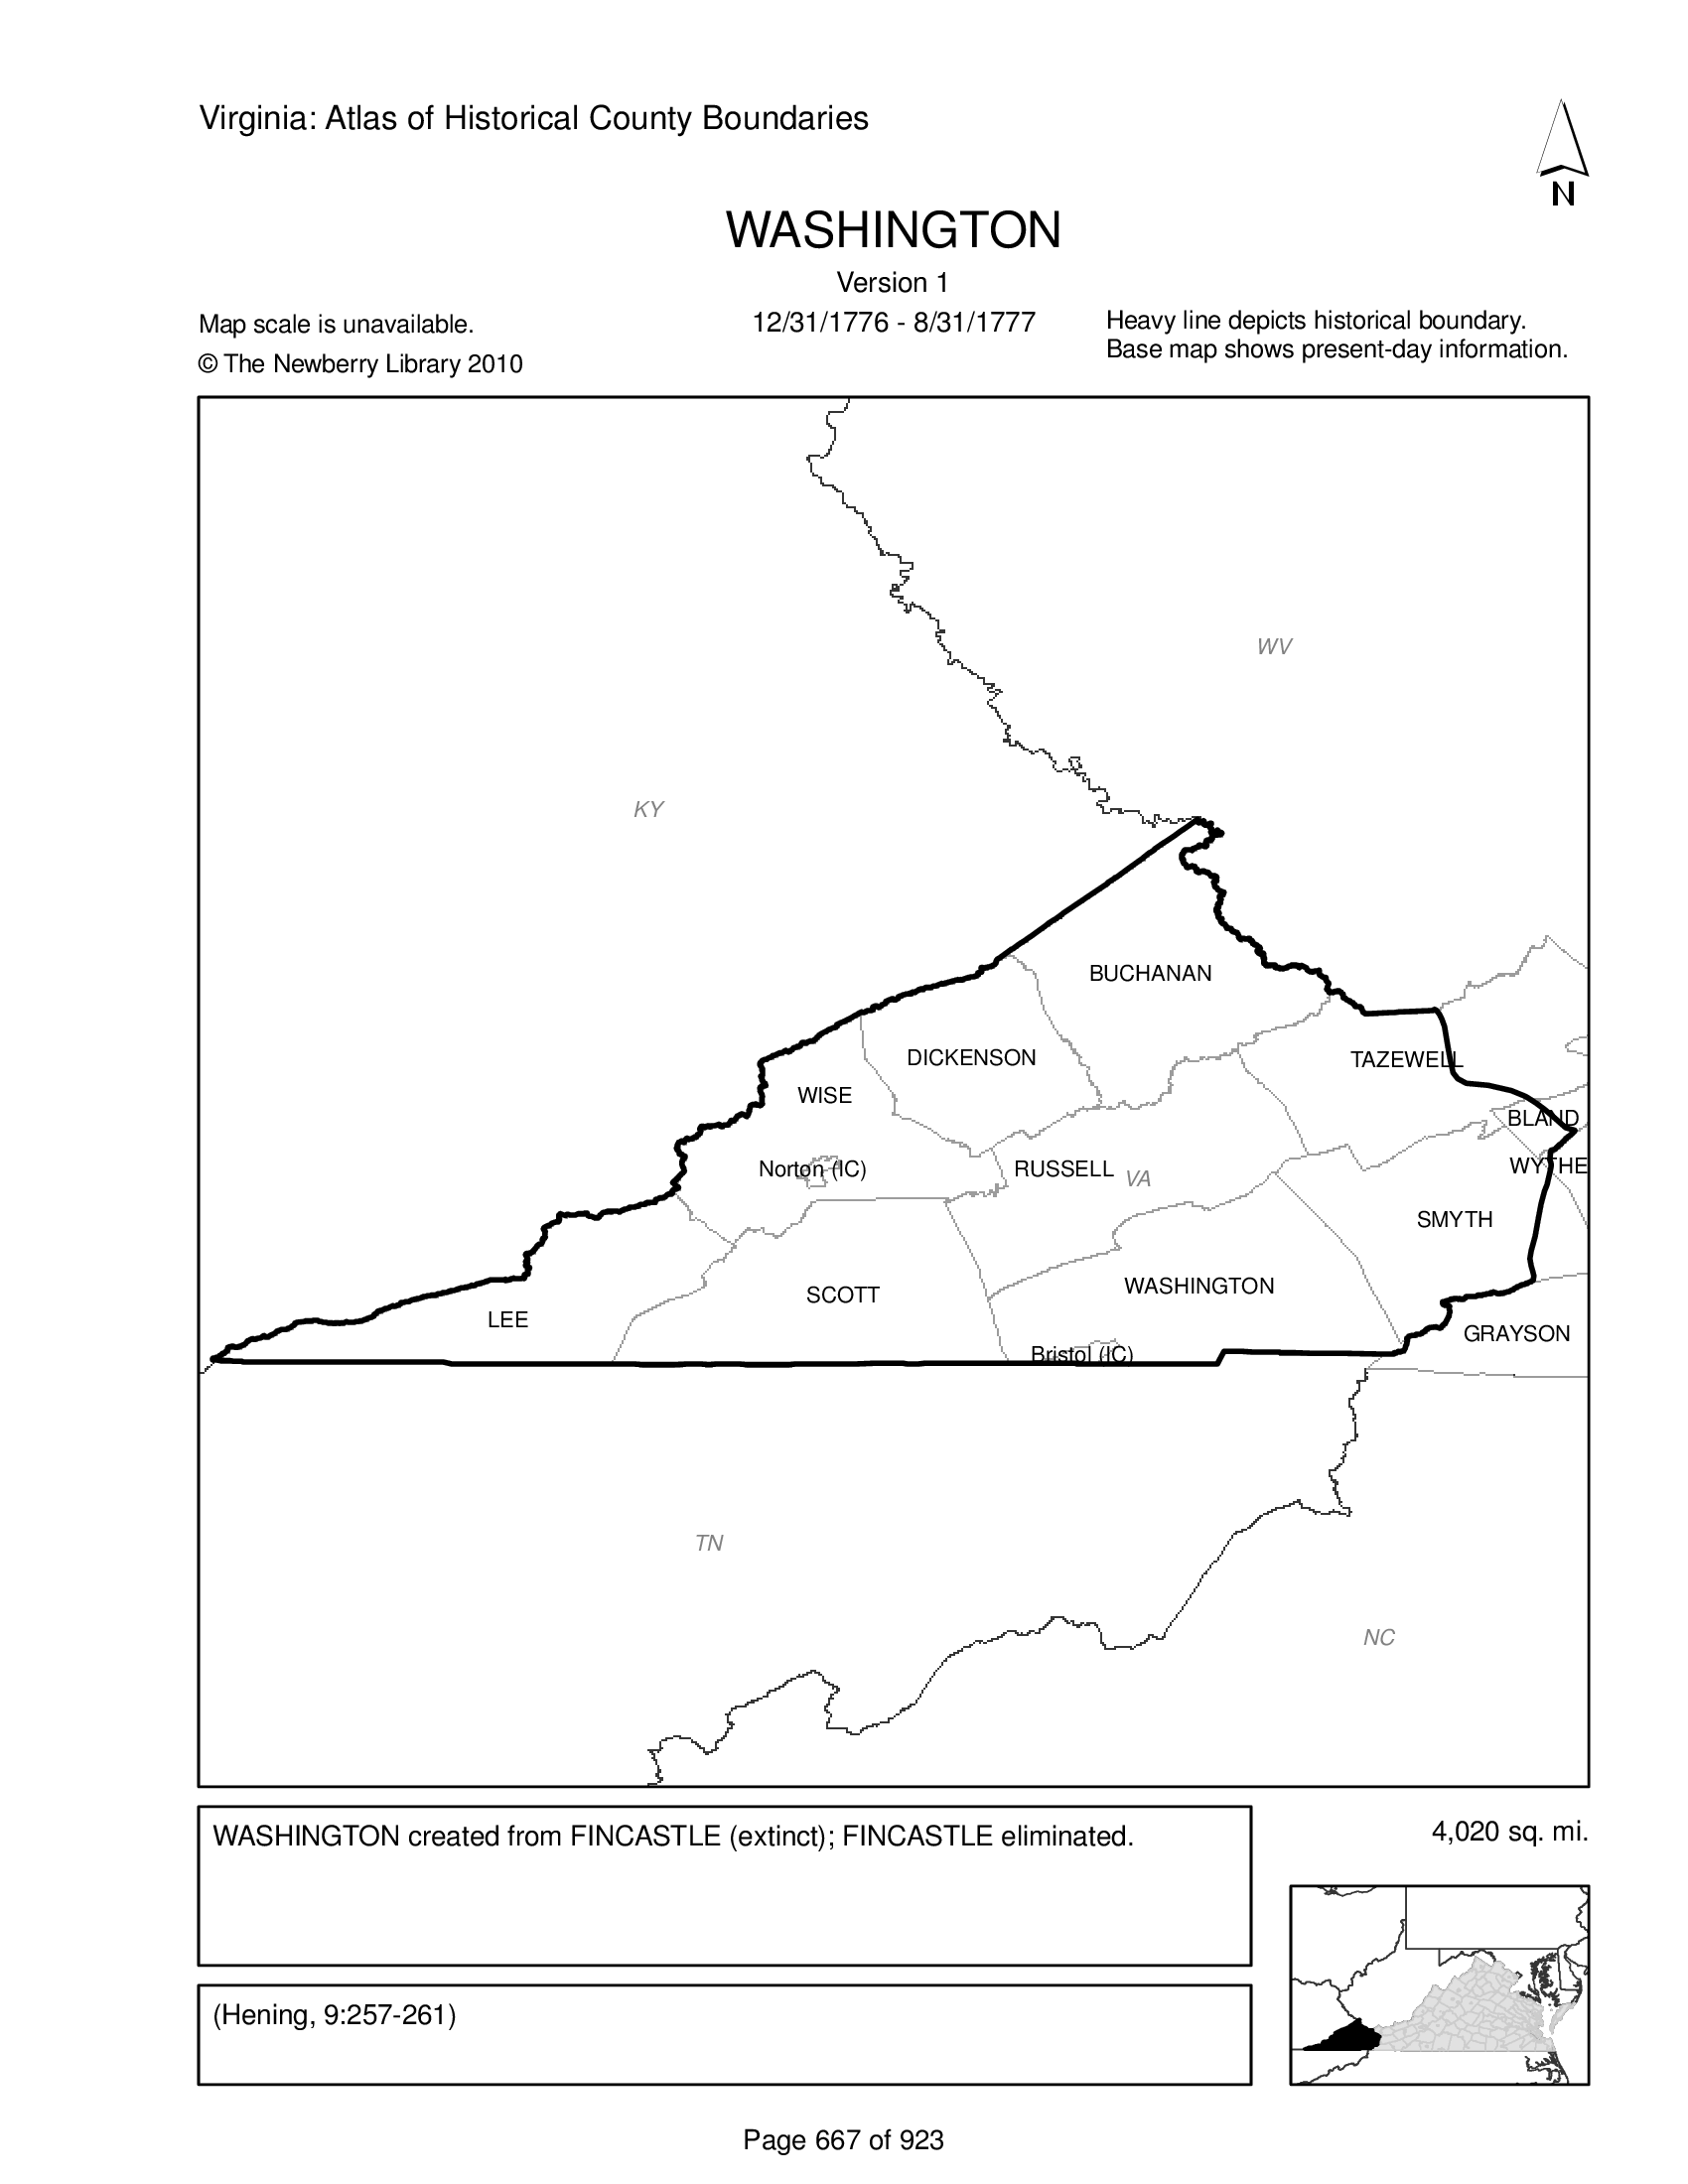 Virginia: Atlas of Historical County Boundaries
N
WASHINGTON
Version 1
12/31/1776 - 8/31/1777
Map scale is unavailable.
© The Newberry Library 2010
Heavy line depicts historical boundary.
Base map shows present-day information.
WV
KY
BUCHANAN
DICKENSON
TAZEWELL
WISE
BLAND
Norton (IC)
RUSSELL
VA
WYTHE
SMYTH
SCOTT
WASHINGTON
LEE
GRAYSON
Bristol (IC)
TN
NC
WASHINGTON created from FINCASTLE (extinct); FINCASTLE eliminated.
4,020 sq. mi.
(Hening, 9:257-261)
Page 667 of 923